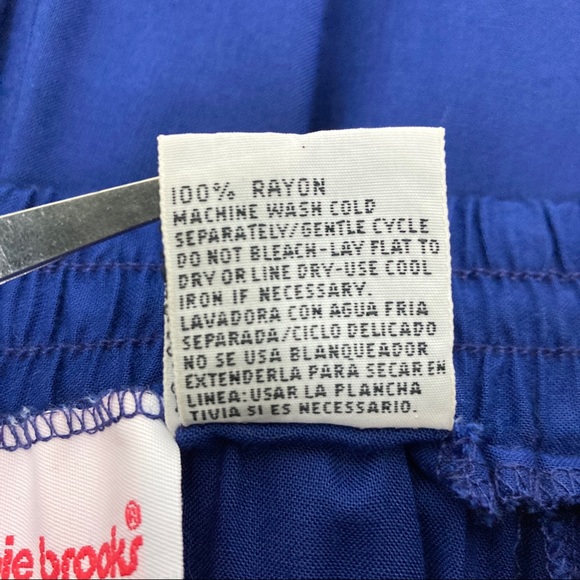 100% RAYON
MACHINE WASH COLD
SEPARATELY/GENTLE CYCLE
DO NOT BLEACH-LAY FLAT TO
DRY OR LINE DRY-USE COOL
IRON IF NECESSARY.
LAVADORA CON AGUA FRIA
SEPARADA/CICLO DELICADO
NO SE USA BLANQUEADOR
EXTENDERLA PARA SECAR EN
LINEA: USAR LA PLANCHA
TIVIA SI ES NECESSARIO.
brooks®